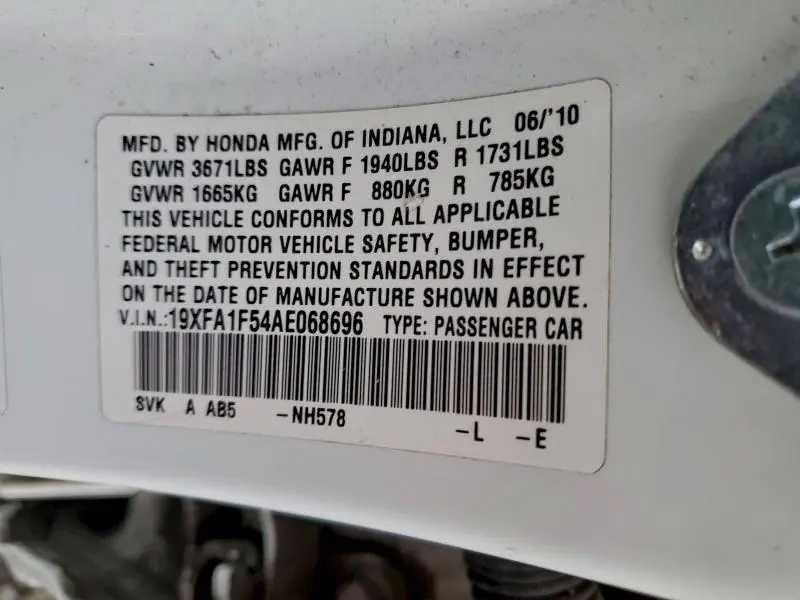 MFD. BY HONDA MFG. OF INDIANA, LLC 06/'10
GVWR 3671LBS GAWR F 1940LBS R 1731LBS
GVWR 1665KG GAWR F 880KG R 785KG
THIS VEHICLE CONFORMS TO ALL APPLICABLE
FEDERAL MOTOR VEHICLE SAFETY, BUMPER,
AND THEFT PREVENTION STANDARDS IN EFFECT
ON THE DATE OF MANUFACTURE SHOWN ABOVE.
V.I.N.:19XFA1F54AE068696 TYPE: PASSENGER CAR
SVK A AB5 -NH578 -L -E